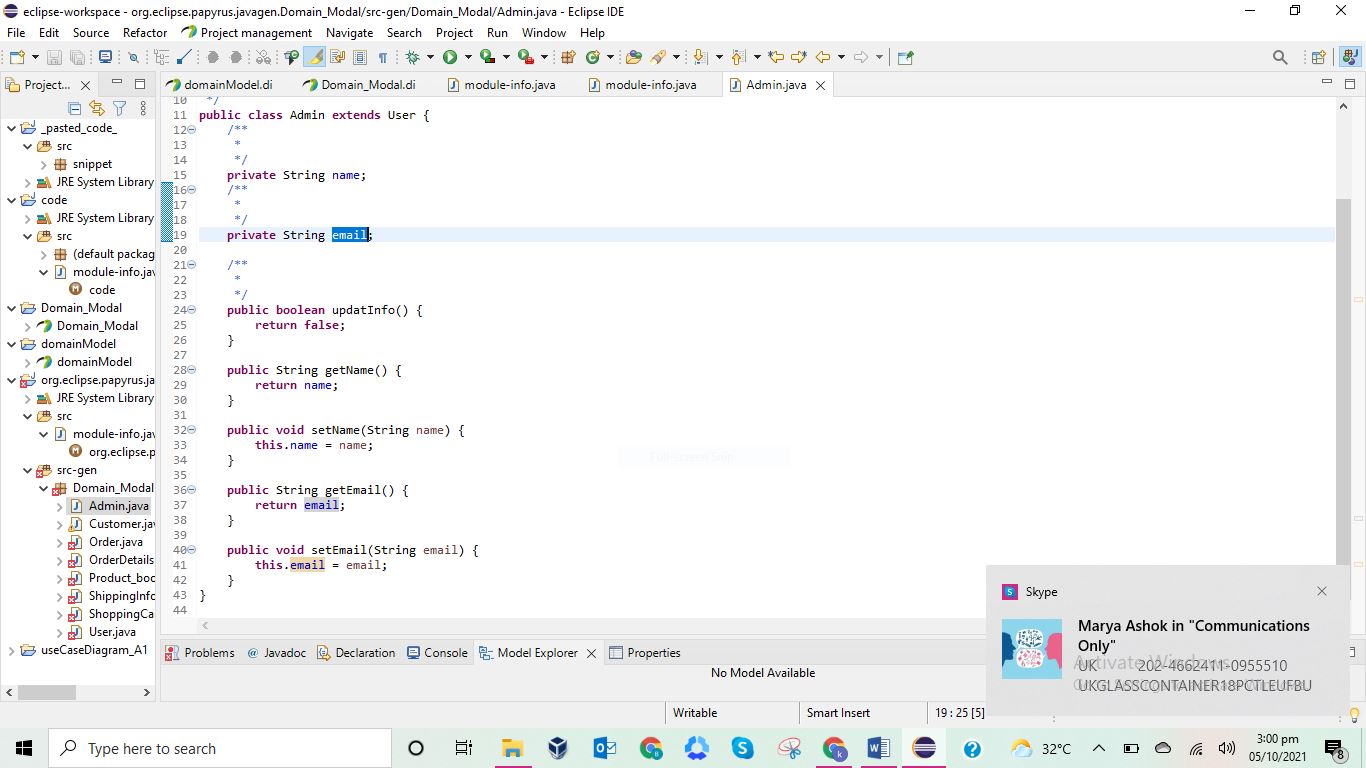 eclipse-workspace - org.eclipse.papyrus.javagen.Domain_Modal/src-gen/Domain_Modal/Admin.java - Eclipse IDE
File Edit Source Refactor Project management Navigate Search Project Run Window Help
Project...
domainModel.di Domain_Modal.di module-info.java module-info.java Admin.java
_pasted_code_
src
snippet
JRE System Library
code
JRE System Library
src
(default packag
module-info.jav
code
Domain_Modal
Domain_Modal
domainModel
domainModel
org.eclipse.papyrus.ja
JRE System Library
src
module-info.jav
org.eclipse.p
src-gen
Domain_Modal
Admin.java
Customer.jav
Order.java
OrderDetails
Product_boo
ShippingInfo
ShoppingCa
User.java
useCaseDiagram_A1
10 */
11 public class Admin extends User {
12 /**
13 *
14 */
15 private String name;
16 /**
17 *
18 */
19 private String email;
20
21 /**
22 *
23 */
24 public boolean updatInfo() {
25 return false;
26 }
27
28 public String getName() {
29 return name;
30 }
31
32 public void setName(String name) {
33 this.name = name;
34 }
35
36 public String getEmail() {
37 return email;
38 }
39
40 public void setEmail(String email) {
41 this.email = email;
42 }
43 }
44
Full-screen Snip
Problems @ Javadoc Declaration Console Model Explorer Properties
No Model Available
Skype
Marya Ashok in "Communications
Only"
UK 202-4662411-0955510
UKGLASSCONTAINER18PCTLEUFBU
Activate Windows
Writable Smart Insert 19 : 25 [5]
Type here to search
32°C
3:00 pm
05/10/2021
8